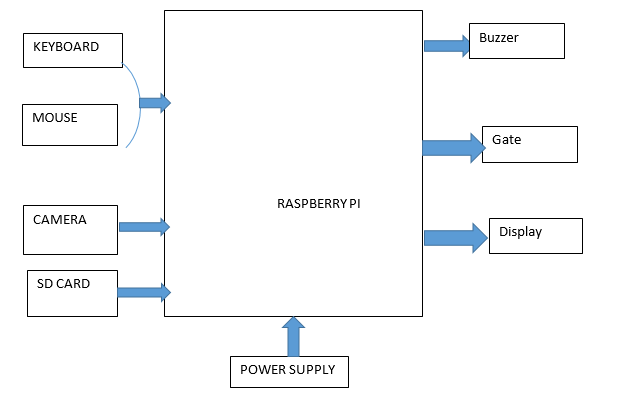 KEYBOARD
MOUSE
CAMERA
SD CARD
RASPBERRY PI
Buzzer
Gate
Display
POWER SUPPLY